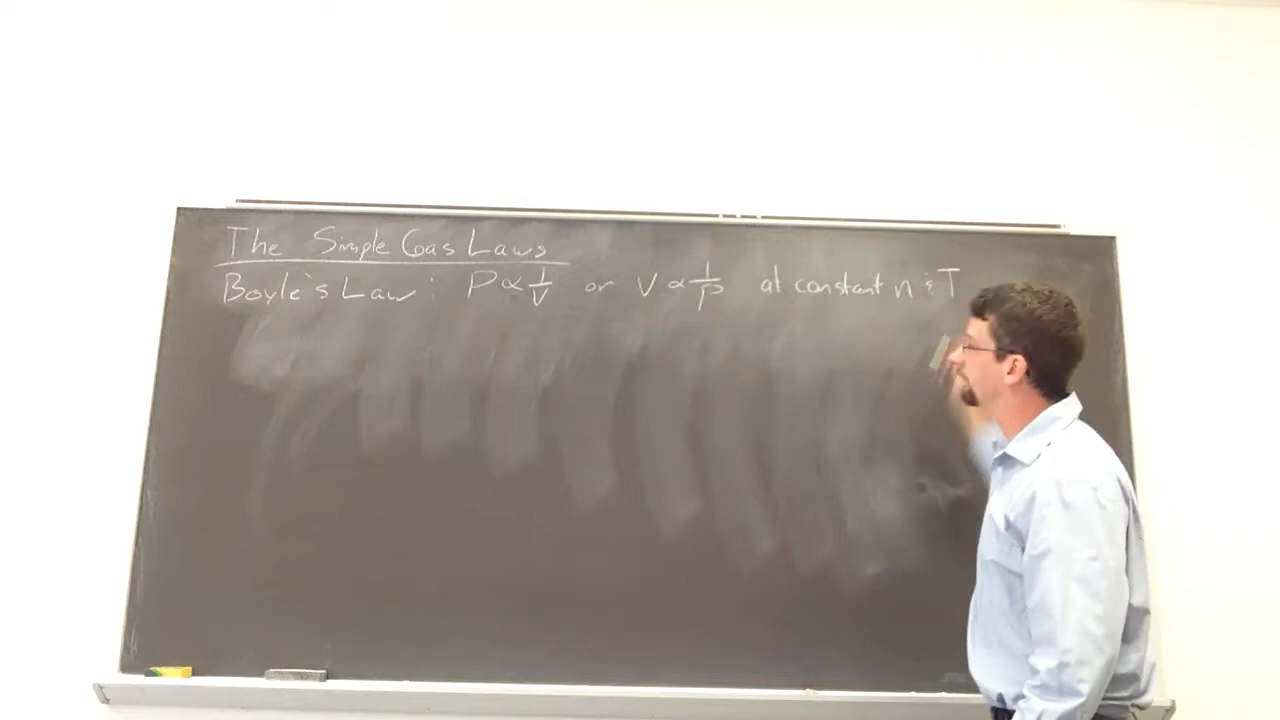 The Simple Gas Laws
Boyle's Law : P ∝ 1/V or V ∝ 1/P at constant n & T